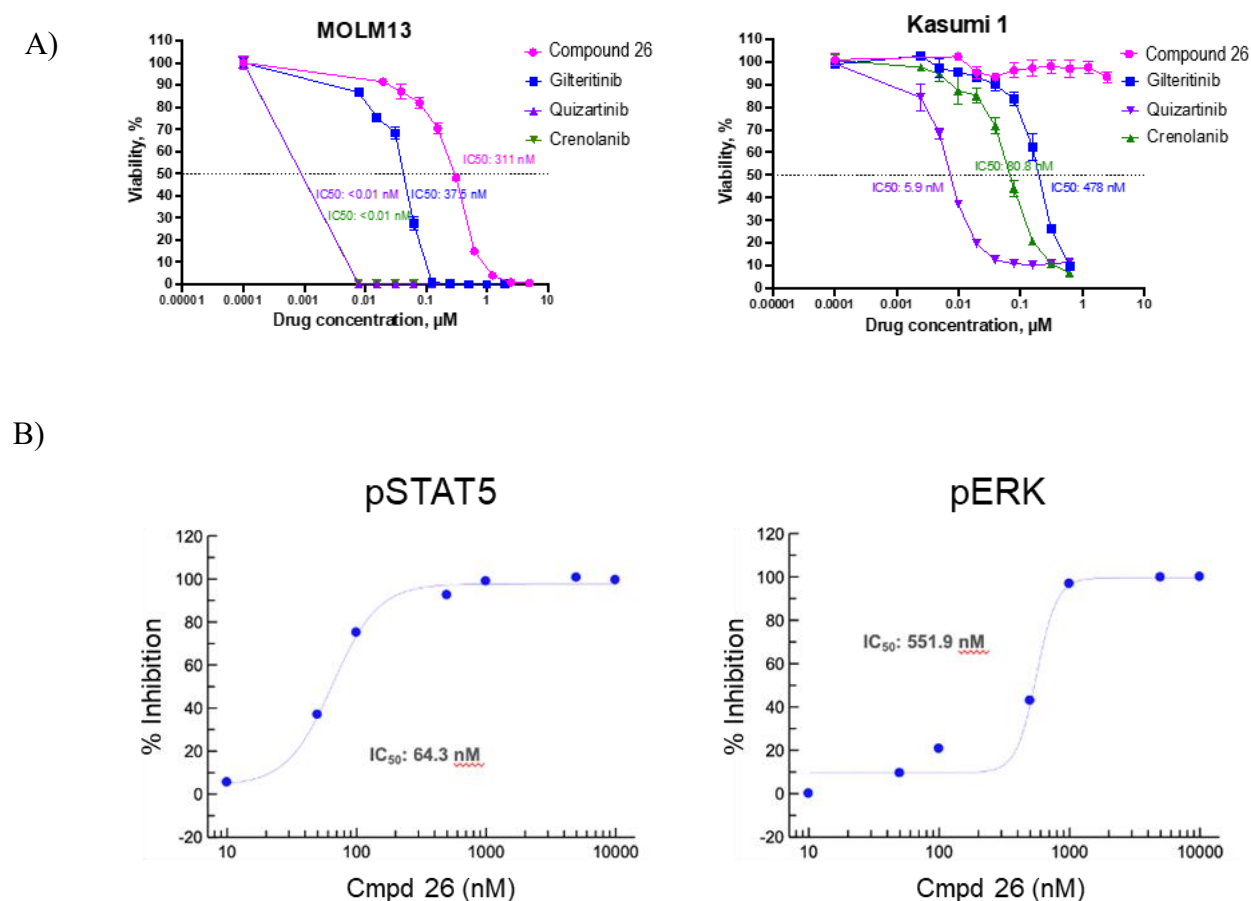 A)
MOLM13
Viability, %
110
100
90
80
70
60
50
40
30
20
10
0
0.00001
0.0001
0.01
0.1
1
10
Drug concentration, µM
Compound 26
Gilteritinib
Quizartinib
Crenolanib
IC50: 311 nM
IC50: <0.01 nM
IC50: 37.5 nM
IC50: <0.01 nM
Kasumi 1
Viability, %
110
100
90
80
70
60
50
40
30
20
10
0
0.00001
0.0001
0.001
0.01
0.1
1
10
Drug concentration, µM
Compound 26
Gilteritinib
Quizartinib
Crenolanib
IC50: 80.8 nM
IC50: 5.9 nM
IC50: 478 nM
B)
pSTAT5
% Inhibition
120
100
80
60
40
20
0
-20
10
100
1000
10000
IC50: 64.3 nM
Cmpd 26 (nM)
pERK
% Inhibition
120
100
80
60
40
20
0
-20
10
100
1000
10000
IC50: 551.9 nM
Cmpd 26 (nM)